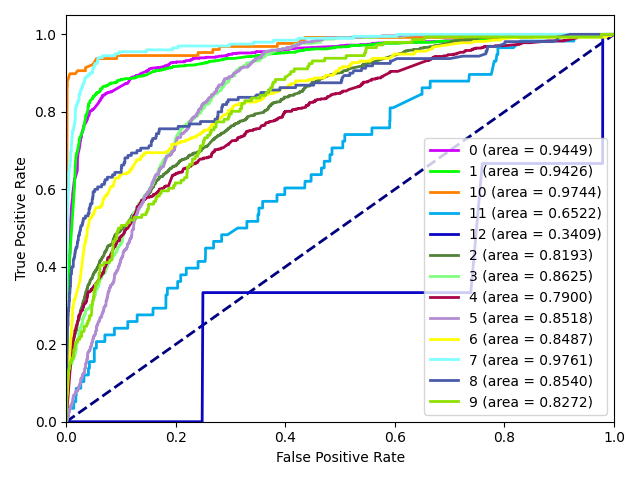 1.0
0.8
0.6
0.4
0.2
0.0
True Positive Rate
0 (area = 0.9449)
1 (area = 0.9426)
10 (area = 0.9744)
11 (area = 0.6522)
12 (area = 0.3409)
2 (area = 0.8193)
3 (area = 0.8625)
4 (area = 0.7900)
5 (area = 0.8518)
6 (area = 0.8487)
7 (area = 0.9761)
8 (area = 0.8540)
9 (area = 0.8272)
0.0 0.2 0.4 0.6 0.8 1.0
False Positive Rate